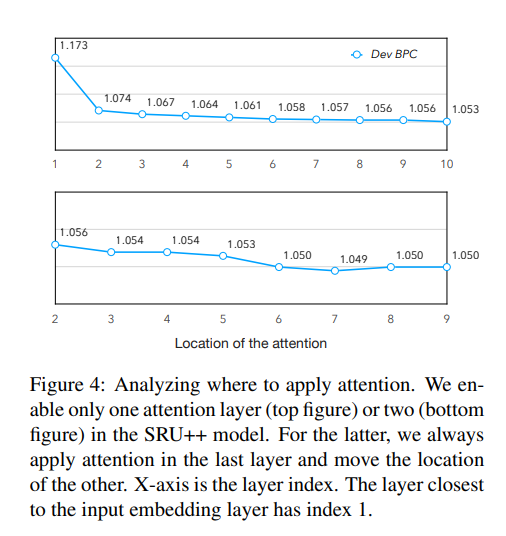 1.173
Dev BPC
1.074 1.067 1.064 1.061 1.058 1.057 1.056 1.056 1.053
1 2 3 4 5 6 7 8 9 10
1.056 1.054 1.054 1.053 1.050 1.049 1.050 1.050
2 3 4 5 6 7 8 9
Location of the attention
Figure 4: Analyzing where to apply attention. We en-
able only one attention layer (top figure) or two (bottom
figure) in the SRU++ model. For the latter, we always
apply attention in the last layer and move the location
of the other. X-axis is the layer index. The layer closest
to the input embedding layer has index 1.